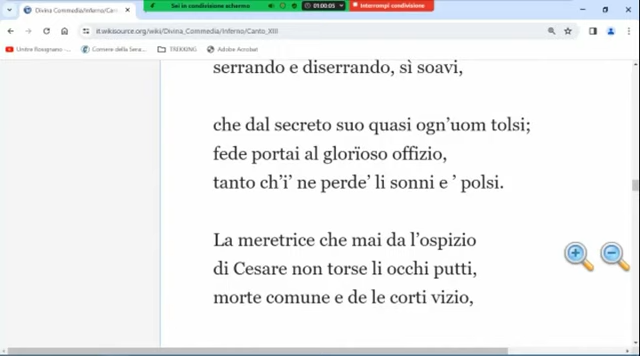 Divina Commedia/Inferno/Can
Sei in condivisione schermo
01:00:05
Interrompi condivisione
it.wikisource.org/wiki/Divina_Commedia/Inferno/Canto_XIII
Unitre Rosignano -
Corriere della Sera...
TREKKING
Adobe Acrobat
serrando e diserrando, sì soavi,
che dal secreto suo quasi ogn’uom tolsi;
fede portai al glorïoso offizio,
tanto ch’i’ ne perde’ li sonni e ’ polsi.
La meretrice che mai da l’ospizio
di Cesare non torse li occhi putti,
morte comune e de le corti vizio,